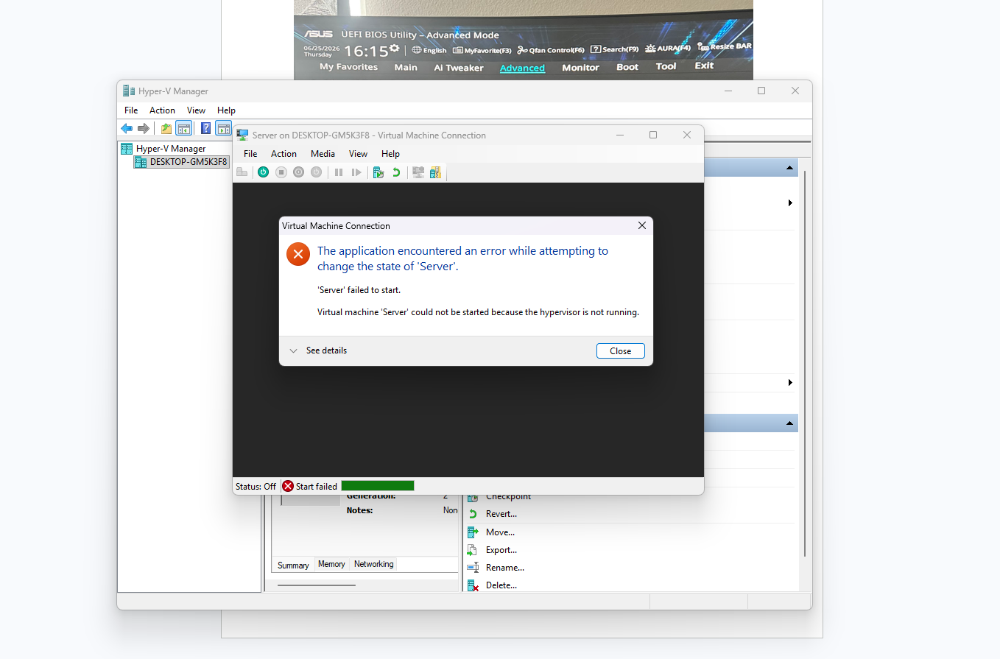 ASUS UEFI BIOS Utility – Advanced Mode
06/25/2026
Thursday
16:15
English MyFavorite(F3) Qfan Control(F6) Search(F9) AURA(F4) Resize BAR
My Favorites Main Ai Tweaker Advanced Monitor Boot Tool Exit
Hyper-V Manager
File Action View Help
Hyper-V Manager
DESKTOP-GM5K3F8
Server on DESKTOP-GM5K3F8 - Virtual Machine Connection
File Action Media View Help
Virtual Machine Connection
The application encountered an error while attempting to
change the state of 'Server'.
'Server' failed to start.
Virtual machine 'Server' could not be started because the hypervisor is not running.
See details
Close
Status: Off Start failed
Generation: 2
Notes: Non
Summary Memory Networking
Checkpoint
Revert...
Move...
Export...
Rename...
Delete...